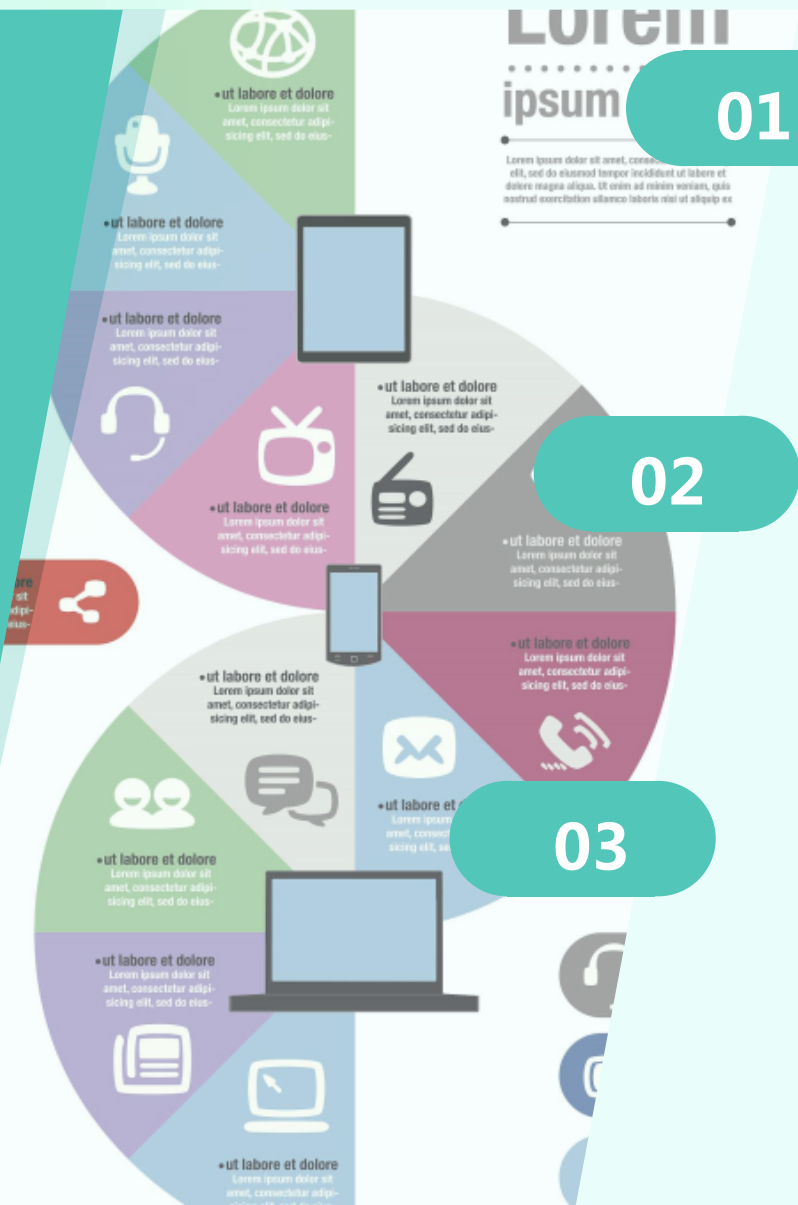 Lorem
ipsum
01
Lorem ipsum dolor sit amet,
elit, sed do eiusmod tempor incididunt ut labore et
dolore magna aliqua. Ut enim ad minim veniam, quis
nostrud exercitation ullamco laboris nisi ut aliquip ex
•ut labore et dolore
Lorem ipsum dolor sit
amet, consectetur adipi-
sicing elit, sed do eius-
•ut labore et dolore
Lorem ipsum dolor sit
amet, consectetur adipi-
sicing elit, sed do eius-
•ut labore et dolore
Lorem ipsum dolor sit
amet, consectetur adipi-
sicing elit, sed do eius-
•ut labore et dolore
Lorem ipsum dolor sit
amet, consectetur adipi-
sicing elit, sed do eius-
02
•ut labore et dolore
Lorem ipsum dolor sit
amet, consectetur adipi-
sicing elit, sed do eius-
•ut labore et dolore
Lorem ipsum dolor sit
amet, consectetur adipi-
sicing elit, sed do eius-
sit
•ut labore et dolore
Lorem ipsum dolor sit
amet, consectetur adipi-
sicing elit, sed do eius-
•ut labore et dolore
Lorem ipsum dolor sit
amet, consectetur adipi-
sicing elit, sed do eius-
•ut labore et
Lorem ipsum
amet,
sicing elit,
03
•ut labore et dolore
Lorem ipsum dolor sit
amet, consectetur adipi-
sicing elit, sed do eius-
•ut labore et dolore
Lorem ipsum dolor sit
amet, consectetur adipi-
sicing elit, sed do eius-
•ut labore et dolore
Lorem ipsum dolor sit
amet, consectetur adipi-